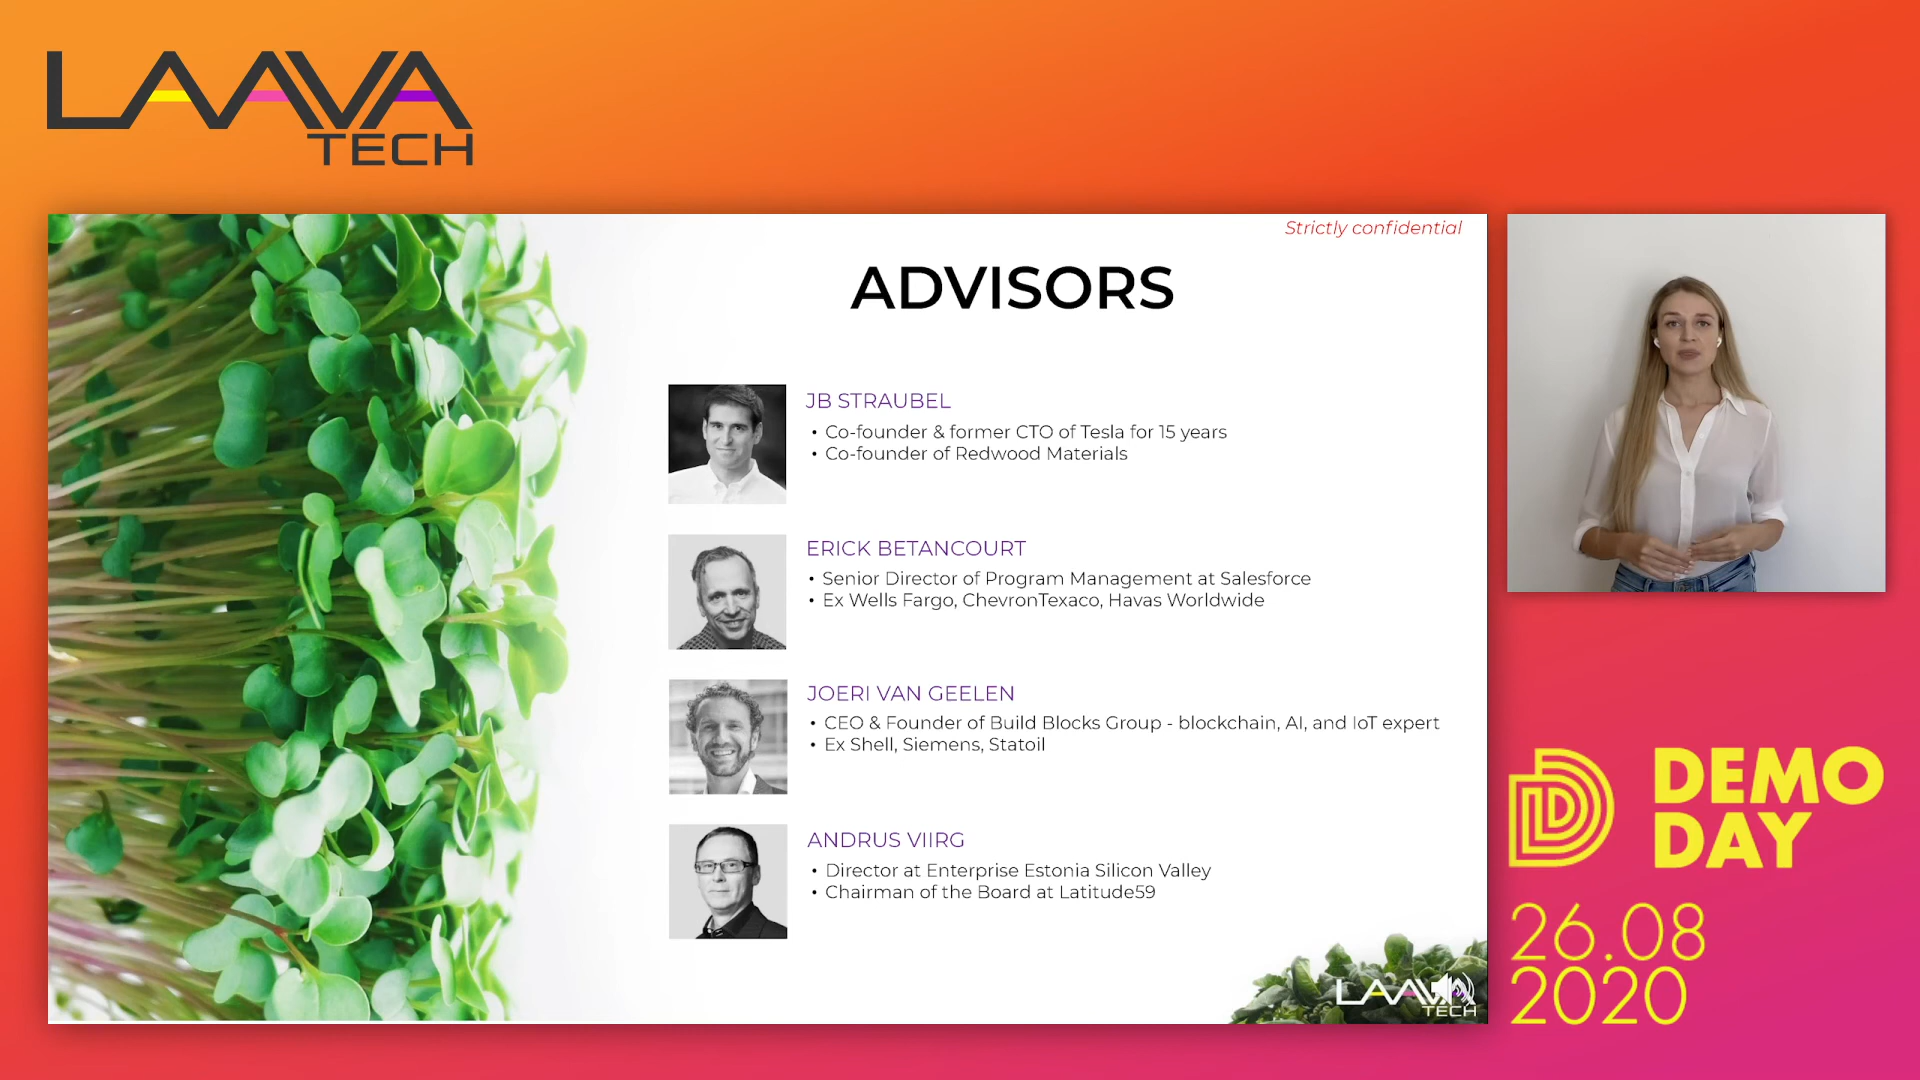 LAAVA
TECH
Strictly confidential
ADVISORS
JB STRAUBEL
• Co-founder & former CTO of Tesla for 15 years
• Co-founder of Redwood Materials
ERICK BETANCOURT
• Senior Director of Program Management at Salesforce
• Ex Wells Fargo, ChevronTexaco, Havas Worldwide
JOERI VAN GEELEN
• CEO & Founder of Build Blocks Group - blockchain, AI, and IoT expert
• Ex Shell, Siemens, Statoil
ANDRUS VIIRG
• Director at Enterprise Estonia Silicon Valley
• Chairman of the Board at Latitude59
LAAVA
TECH
DEMO
DAY
26.08
2020